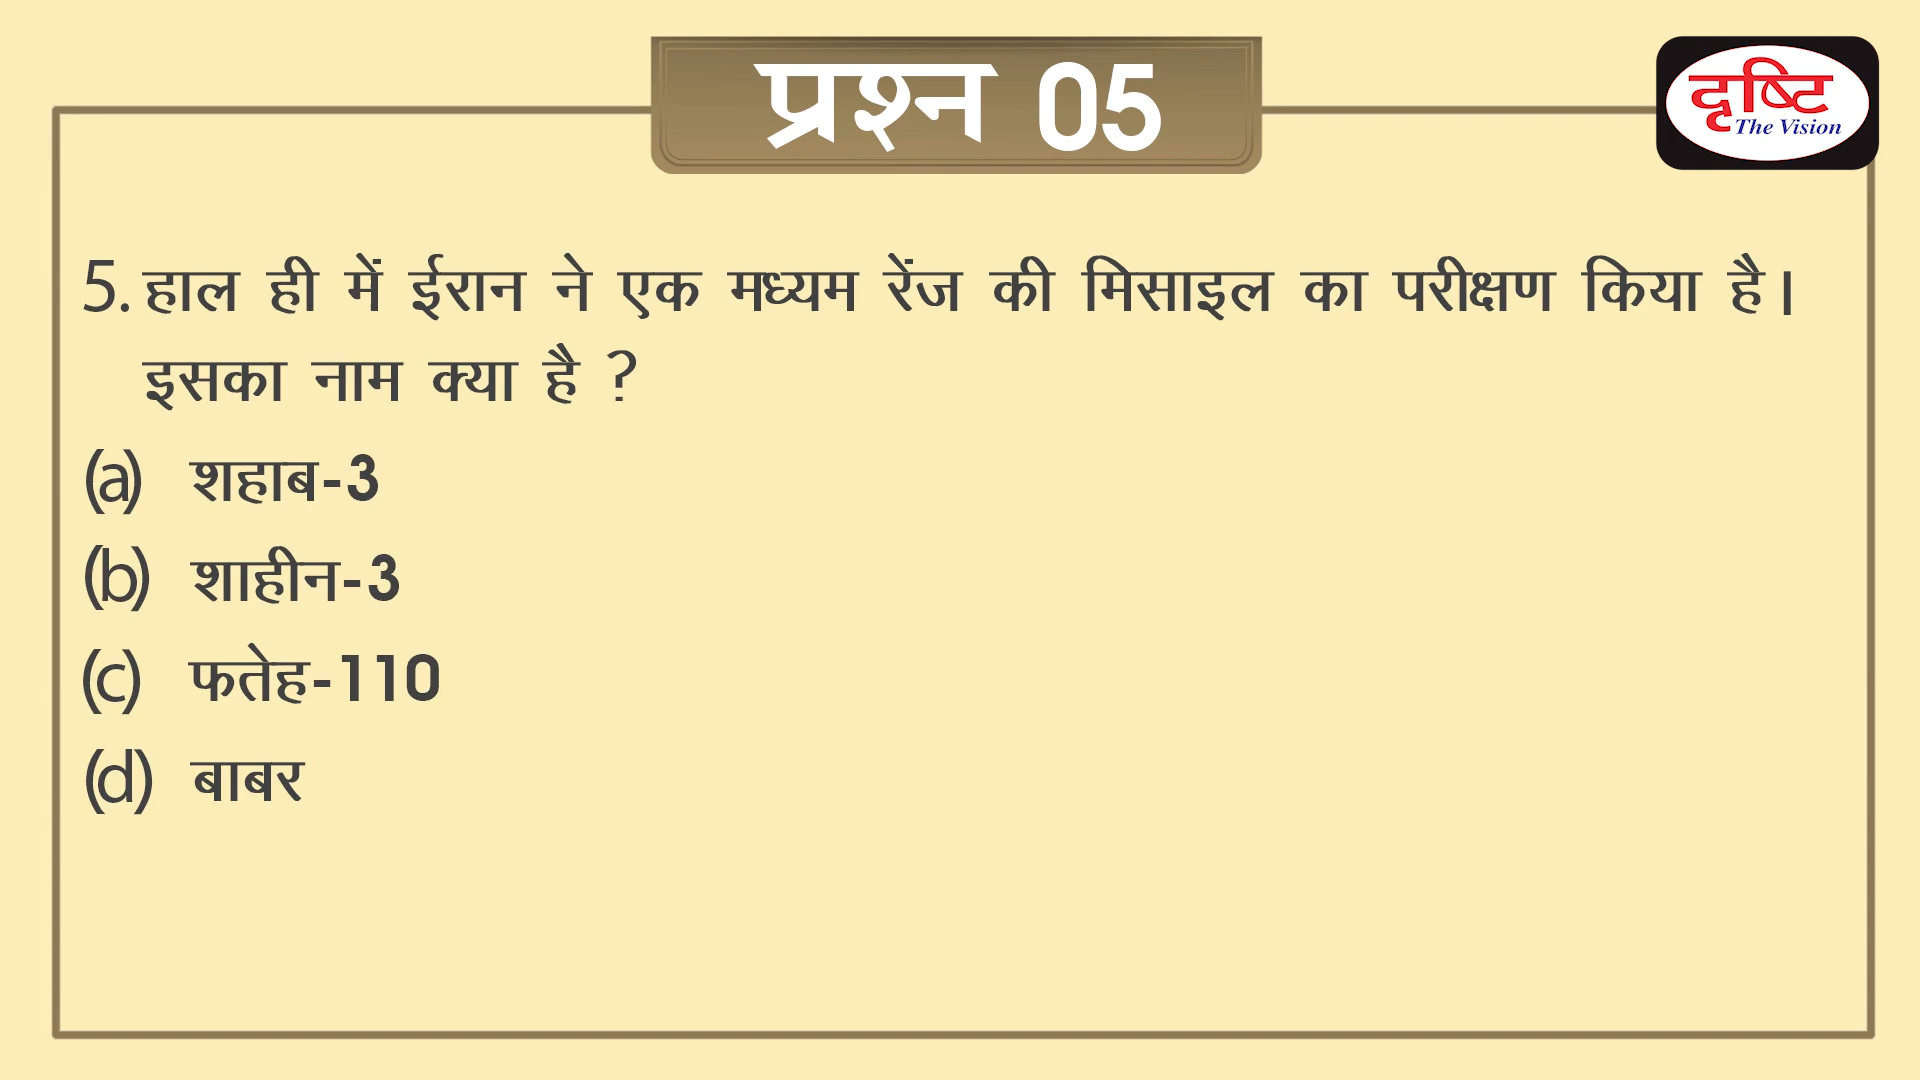 प्रश्न 05
दृष्टि
The Vision
5. हाल ही में ईरान ने एक मध्यम रेंज की मिसाइल का परीक्षण किया है।
इसका नाम क्या है ?
(a) शहाब-3
(b) शाहीन-3
(c) फतेह-110
(d) बाबर